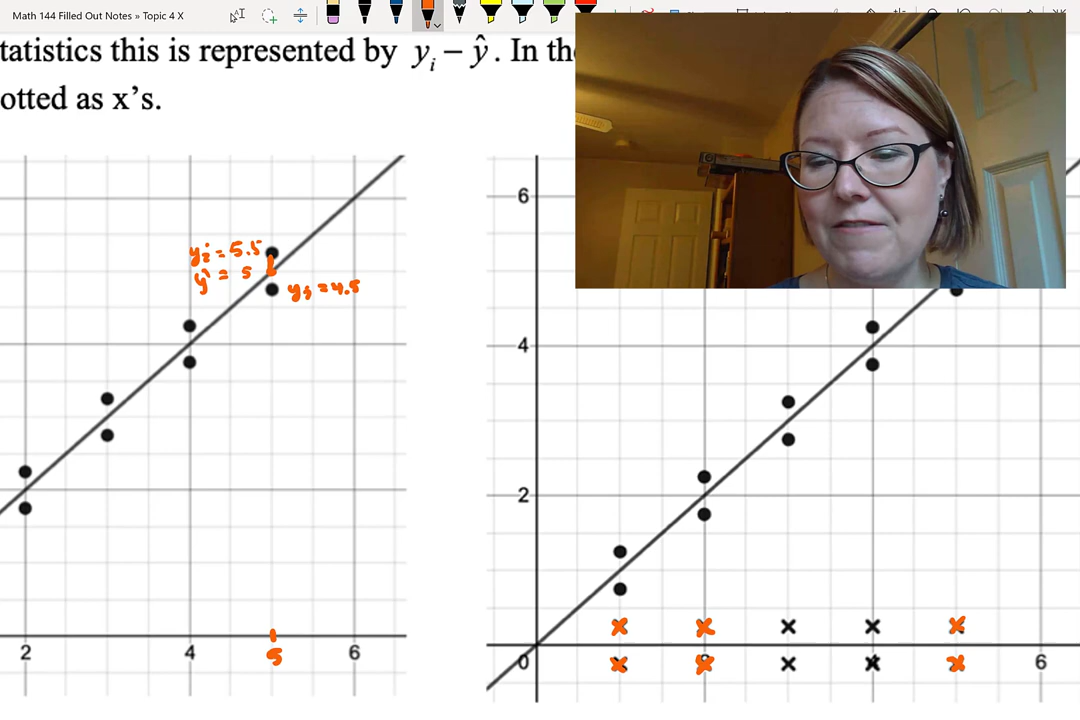 Math 144 Filled Out Notes » Topic 4 X
tatistics this is represented by yᵢ − ŷ. In th
otted as x's.
yᵢ = 5.5
ŷ = 5
yᵢ = 4.5
2
4
5
6
6
4
2
0
6